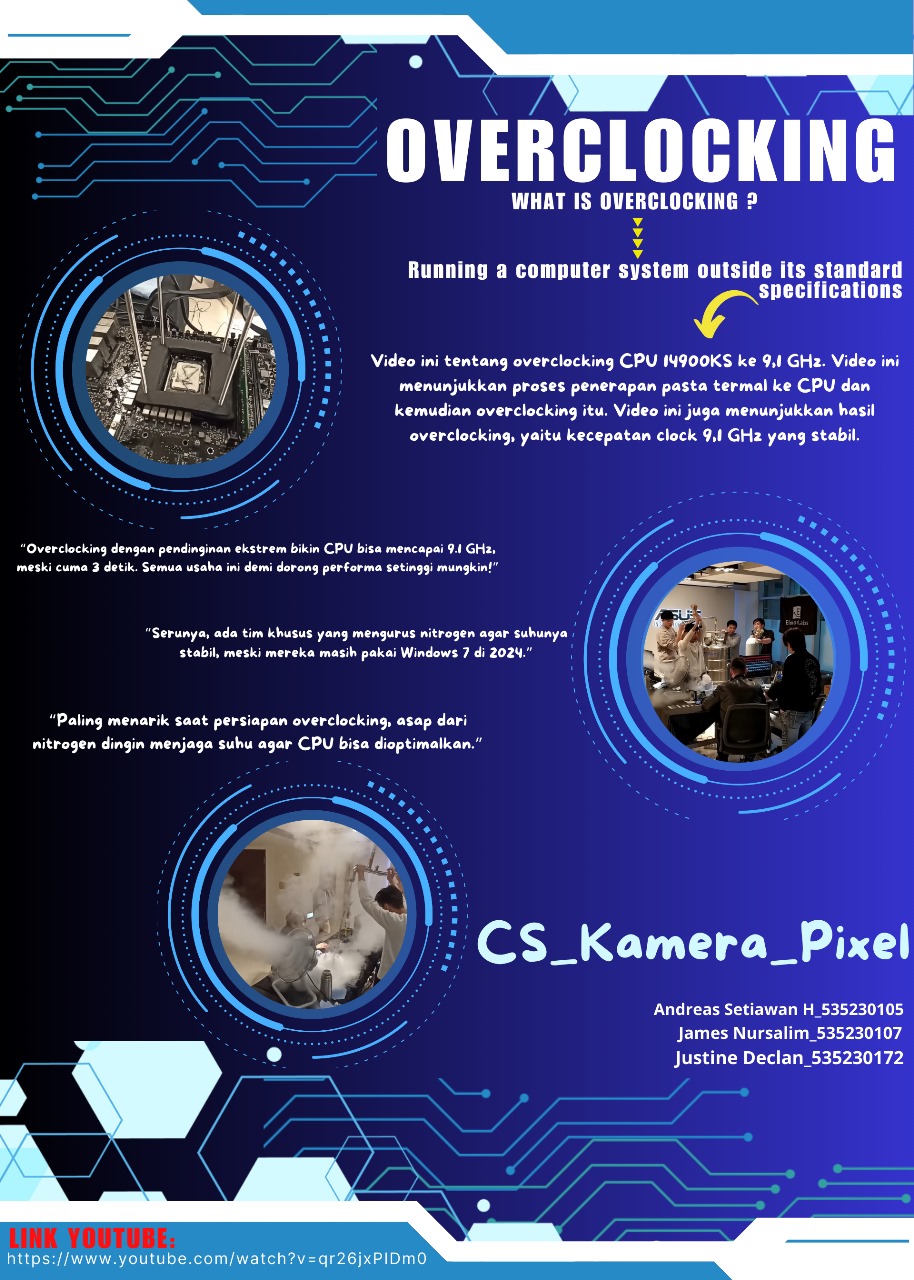 OVERCLOCKING
WHAT IS OVERCLOCKING ?
Running a computer system outside its standard
specifications
Video ini tentang overclocking CPU 14900KS ke 9,1 GHz. Video ini
menunjukkan proses penerapan pasta termal ke CPU dan
kemudian overclocking itu. Video ini juga menunjukkan hasil
overclocking, yaitu kecepatan clock 9,1 GHz yang stabil.
"Overclocking dengan pendinginan ekstrem bikin CPU bisa mencapai 9.1 GHz,
meski cuma 3 detik. Semua usaha ini demi dorong performa setinggi mungkin!"
"Serunya, ada tim khusus yang mengurus nitrogen agar suhunya
stabil, meski mereka masih pakai Windows 7 di 2024."
"Paling menarik saat persiapan overclocking, asap dari
nitrogen dingin menjaga suhu agar CPU bisa dioptimalkan."
CS_Kamera_Pixel
Andreas Setiawan H_535230105
James Nursalim_535230107
Justine Declan_535230172
LINK YOUTUBE:
https://www.youtube.com/watch?v=qr26jxPIDm0